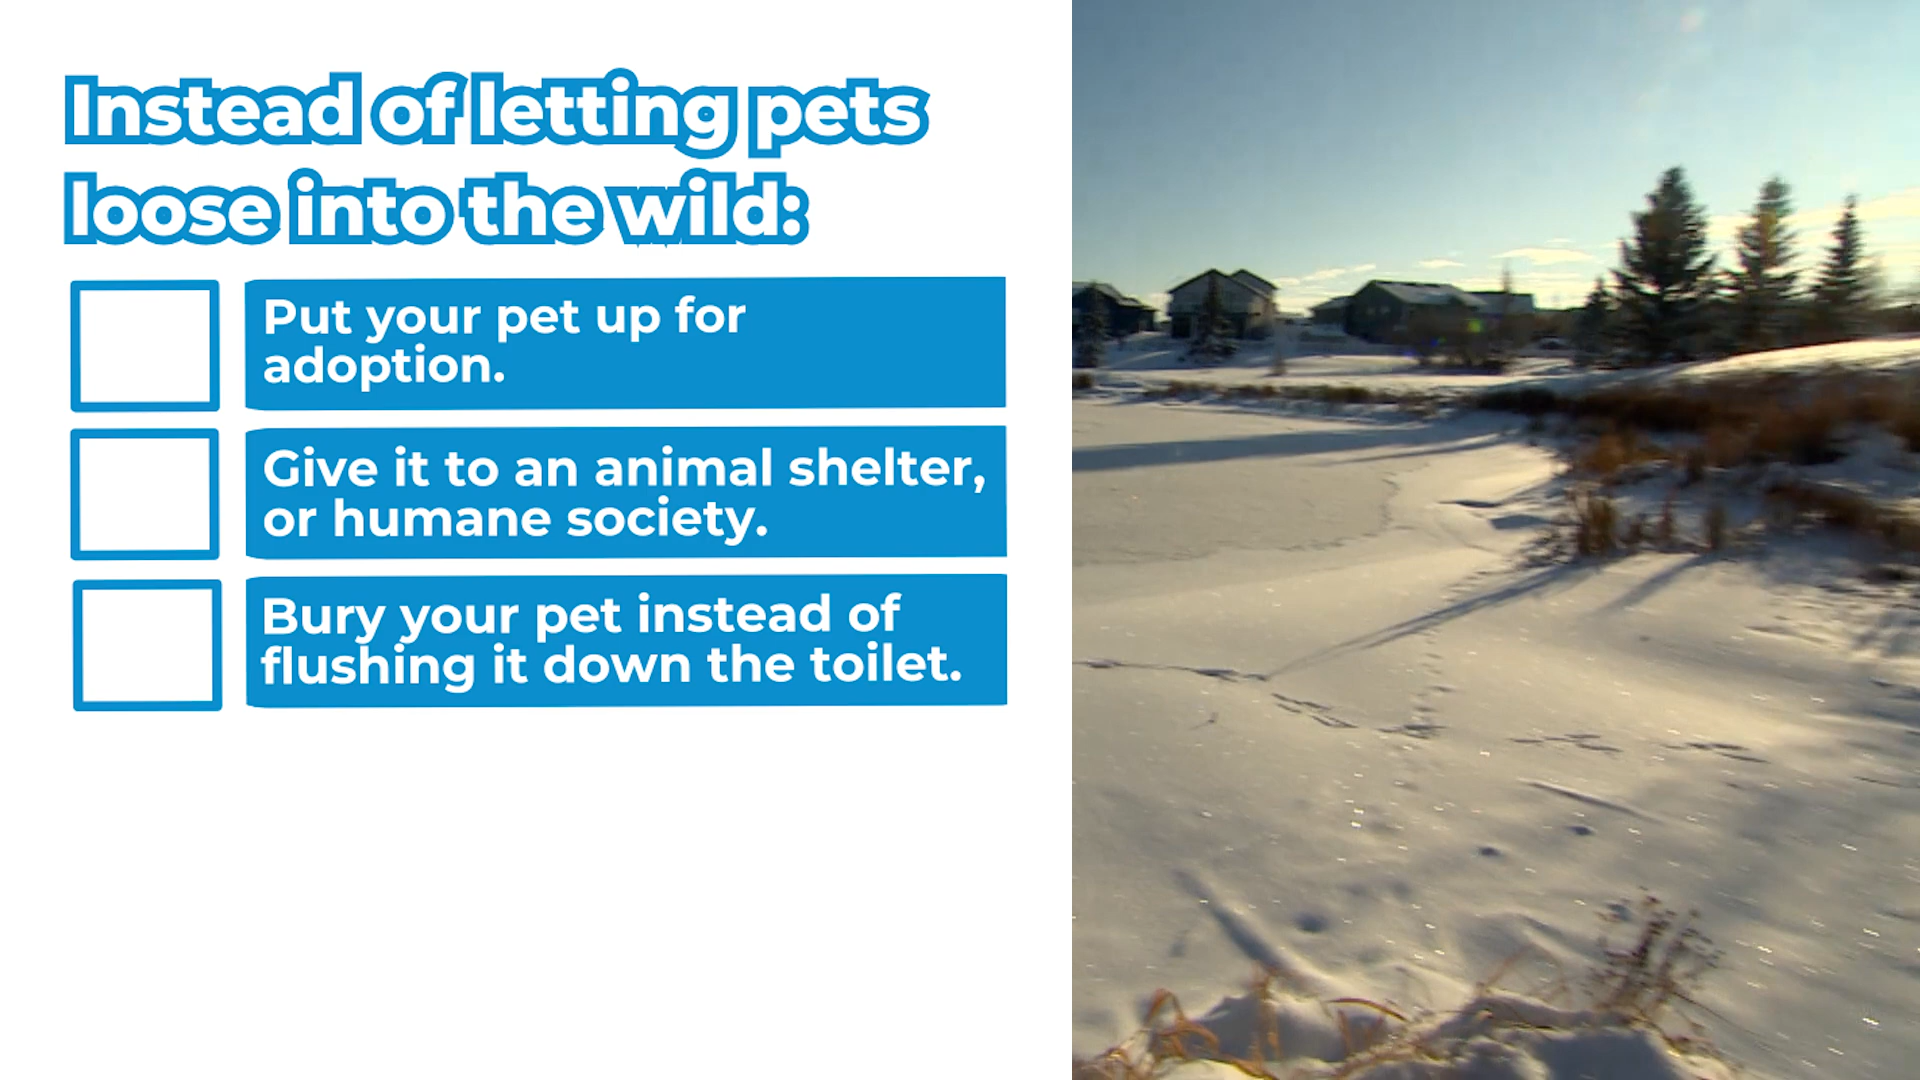 Instead of letting pets
loose into the wild:
Put your pet up for
adoption.
Give it to an animal shelter,
or humane society.
Bury your pet instead of
flushing it down the toilet.